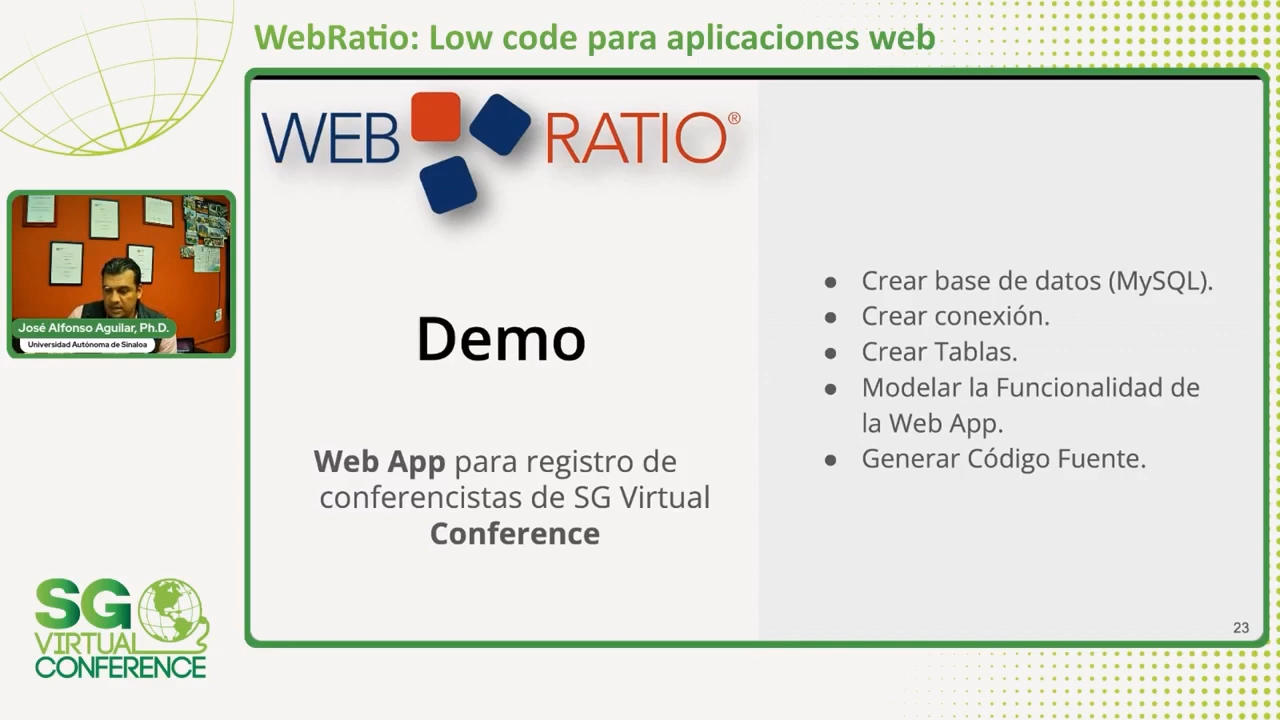 WebRatio: Low code para aplicaciones web
WEB RATIO®
José Alfonso Aguilar, Ph.D.
Universidad Autónoma de Sinaloa
Demo
Web App para registro de
conferencistas de SG Virtual
Conference
● Crear base de datos (MySQL).
● Crear conexión.
● Crear Tablas.
● Modelar la Funcionalidad de
la Web App.
● Generar Código Fuente.
23
SG
VIRTUAL
CONFERENCE